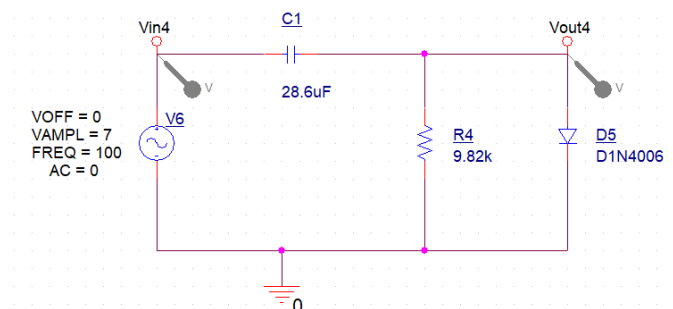 Vin4
C1
28.6uF
Vout4
V
V
VOFF = 0
VAMPL = 7
FREQ = 100
AC = 0
V6
R4
9.82k
D5
D1N4006
0